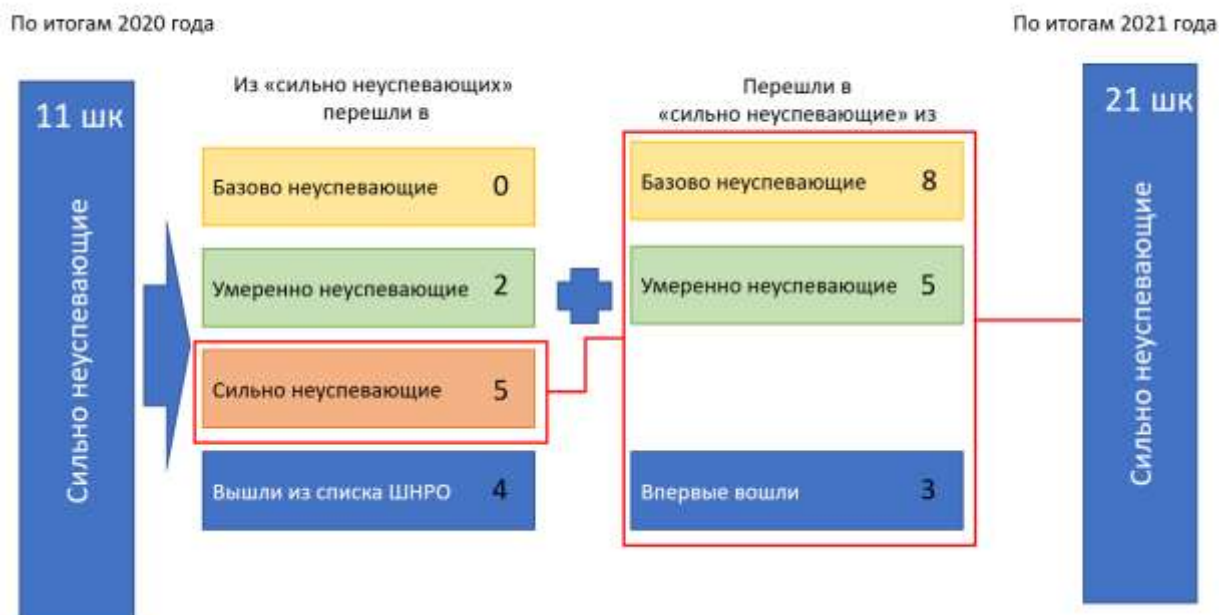 По итогам 2020 года
По итогам 2021 года
11 шк
Сильно неуспевающие
Из «сильно неуспевающих»
перешли в
Базово неуспевающие 0
Умеренно неуспевающие 2
Сильно неуспевающие 5
Вышли из списка ШНРО 4
Перешли в
«сильно неуспевающие» из
Базово неуспевающие 8
Умеренно неуспевающие 5
Впервые вошли 3
21 шк
Сильно неуспевающие